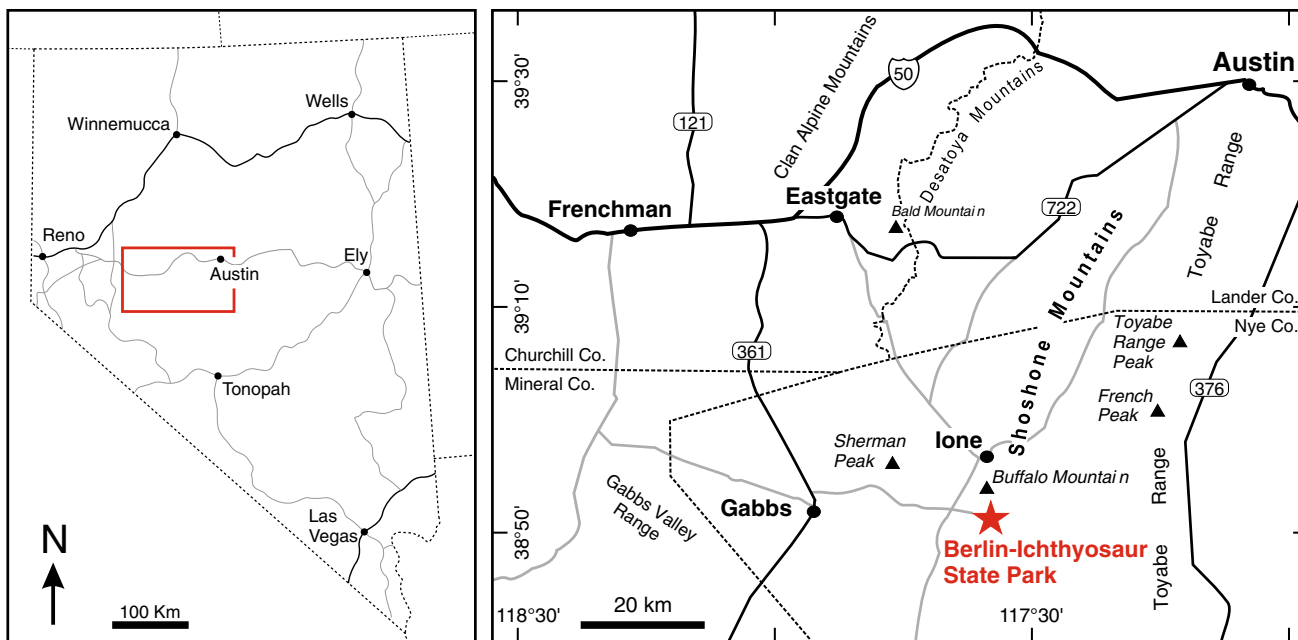 Wells
Winnemucca
Reno
Austin
Ely
Tonopah
Las
Vegas
N
100 Km
39°30'
39°10'
38°50'
118°30'
117°30'
20 km
121
50
722
361
376
Clan Alpine Mountains
Desatoya Mountains
Austin
Eastgate
Frenchman
Bald Mountain
Shoshone Mountains
Toyabe Range
Lander Co.
Nye Co.
Churchill Co.
Mineral Co.
Toyabe
Range
Peak
French
Peak
Sherman
Peak
Ione
Buffalo Mountain
Gabbs
Gabbs Valley
Range
Toyabe Range
Berlin-Ichthyosaur
State Park